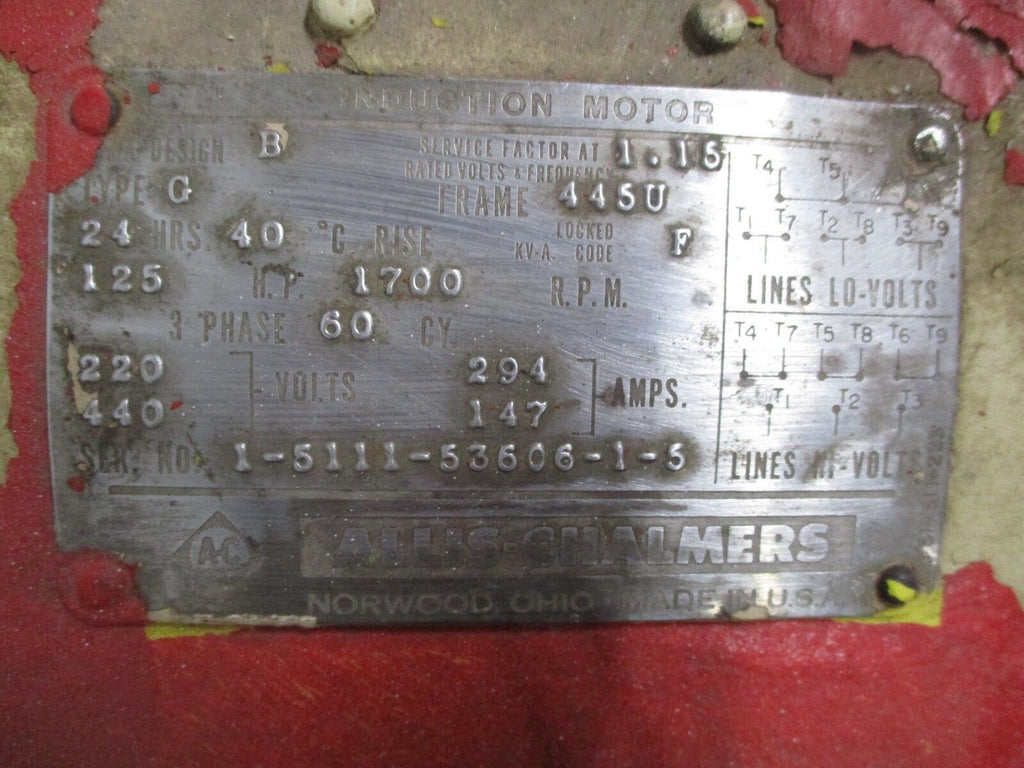 INDUCTION MOTOR
DESIGN B
SERVICE FACTOR AT 1.15
RATED VOLTS & FREQUENCY
TYPE G FRAME 445U
24 HRS. 40 °C. RISE LOCKED KV-A. CODE F
125 H.P. 1700 R.P.M.
3 PHASE 60 CY.
220 VOLTS 294 AMPS.
440 147
SER. NO. 1-5111-53606-1-5
T4 T5
T1 T7 T2 T8 T3 T9
LINES LO-VOLTS
T4 T7 T5 T8 T6 T9
T1 T2 T3
LINES HI-VOLTS
A-C ALLIS-CHALMERS
NORWOOD, OHIO · MADE IN U.S.A.